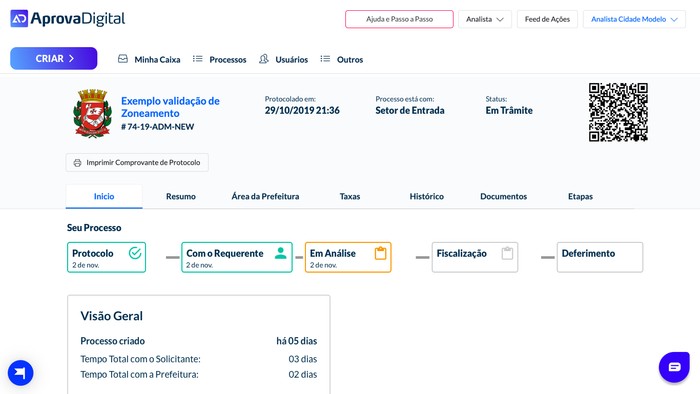 AprovaDigital
Ajuda e Passo a Passo
Analista
Feed de Ações
Analista Cidade Modelo
CRIAR
Minha Caixa
Processos
Usuários
Outros
Exemplo validação de
Zoneamento
# 74-19-ADM-NEW
Protocolado em:
29/10/2019 21:36
Processo está com:
Setor de Entrada
Status:
Em Trâmite
Imprimir Comprovante de Protocolo
Inicio
Resumo
Área da Prefeitura
Taxas
Histórico
Documentos
Etapas
Seu Processo
Protocolo
2 de nov.
Com o Requerente
2 de nov.
Em Análise
2 de nov.
Fiscalização
Deferimento
Visão Geral
Processo criado há 05 dias
Tempo Total com o Solicitante: 03 dias
Tempo Total com a Prefeitura: 02 dias